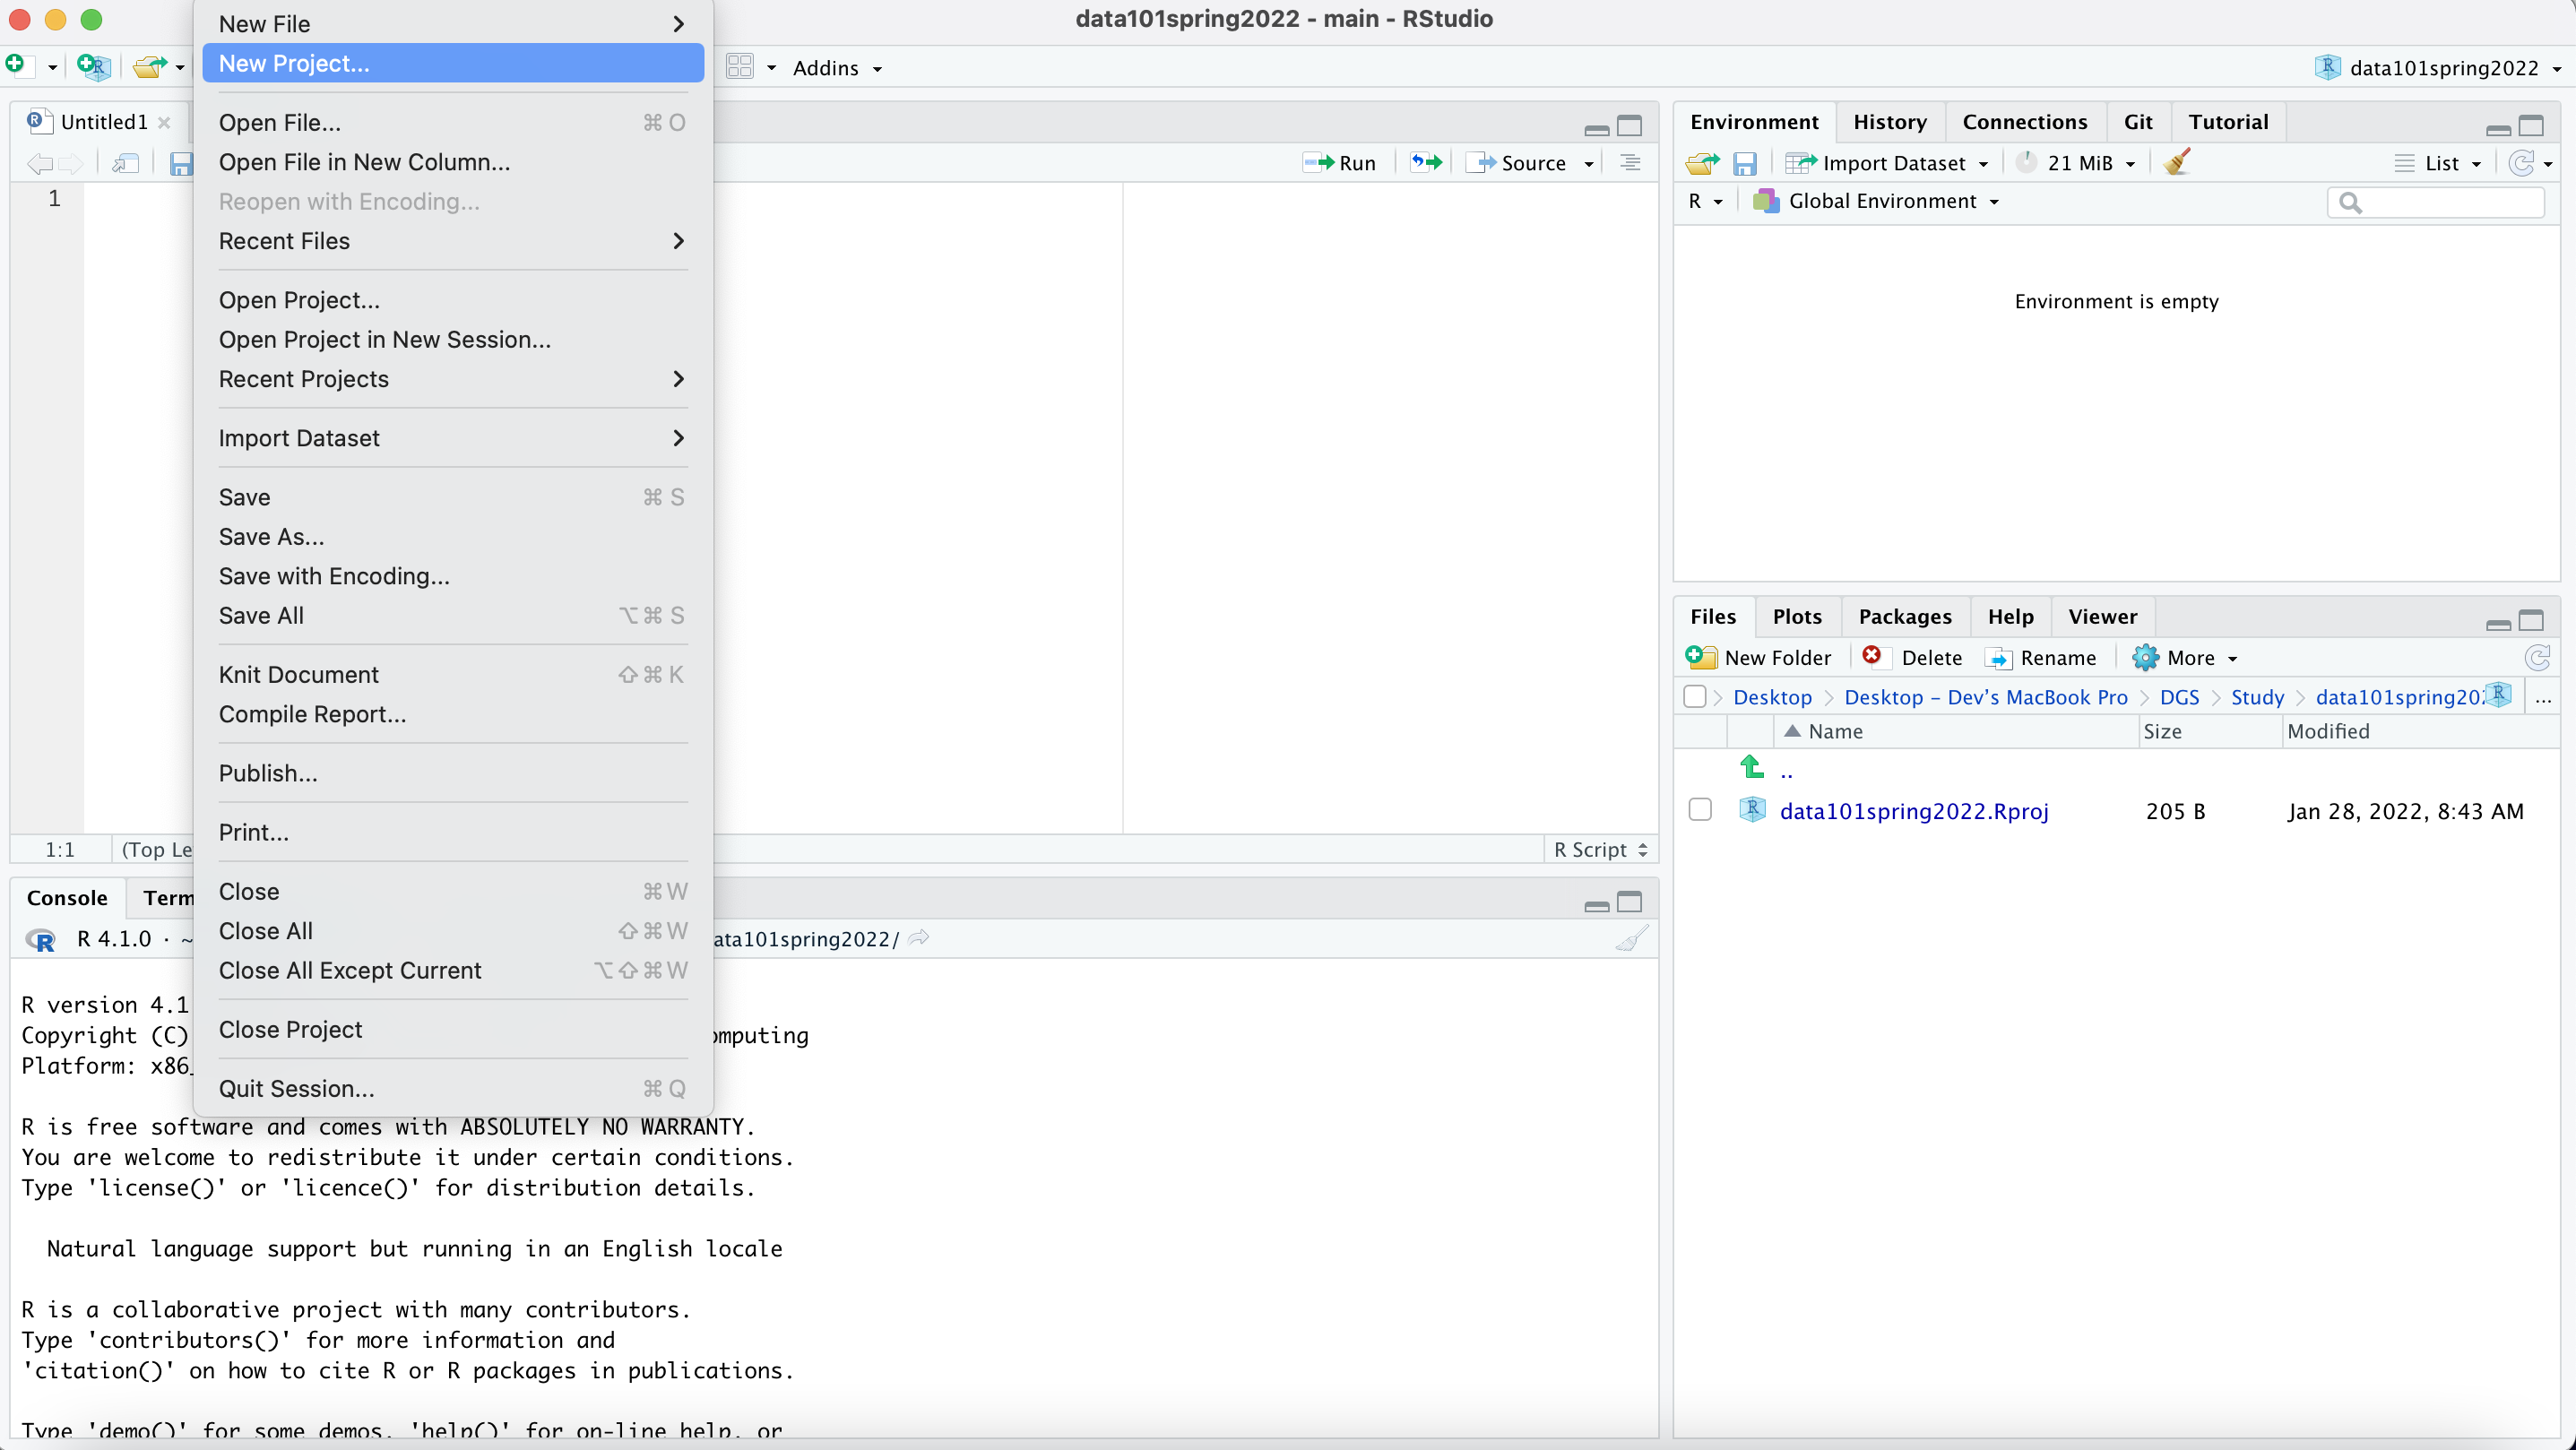 data101spring2022 - main - RStudio
New File
New Project...
Open File... ⌘ O
Open File in New Column...
Reopen with Encoding...
Recent Files
Open Project...
Open Project in New Session...
Recent Projects
Import Dataset
Save ⌘ S
Save As...
Save with Encoding...
Save All ⌥⌘ S
Knit Document ⇧⌘ K
Compile Report...
Publish...
Print...
Close ⌘W
Close All ⇧⌘W
Close All Except Current ⌥⇧⌘W
Close Project
Quit Session... ⌘ Q
Addins
data101spring2022
Untitled1
Run Source
1
1:1 (Top Le
R Script
Console Term
R 4.1.0 · ~ ata101spring2022/
R version 4.1
Copyright (C) omputing
Platform: x86_
R is free software and comes with ABSOLUTELY NO WARRANTY.
You are welcome to redistribute it under certain conditions.
Type 'license()' or 'licence()' for distribution details.
Natural language support but running in an English locale
R is a collaborative project with many contributors.
Type 'contributors()' for more information and
'citation()' on how to cite R or R packages in publications.
Type 'demo()' for some demos, 'help()' for on-line help, or
Environment History Connections Git Tutorial
Import Dataset 21 MiB List
R Global Environment
Environment is empty
Files Plots Packages Help Viewer
New Folder Delete Rename More
Desktop Desktop – Dev's MacBook Pro DGS Study data101spring202 ...
Name Size Modified
..
data101spring2022.Rproj 205 B Jan 28, 2022, 8:43 AM